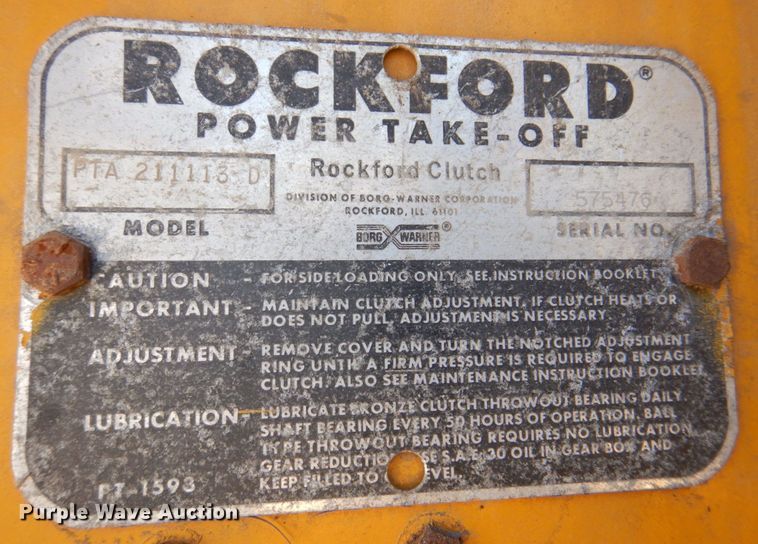 ROCKFORD®
POWER TAKE-OFF
PTA 211113 D
MODEL
Rockford Clutch
DIVISION OF BORG-WARNER CORPORATION
ROCKFORD, ILL. 61101
BORG WARNER®
575476
SERIAL NO.
CAUTION - FOR SIDE LOADING ONLY, SEE INSTRUCTION BOOKLET
IMPORTANT - MAINTAIN CLUTCH ADJUSTMENT, IF CLUTCH HEATS OR
DOES NOT PULL, ADJUSTMENT IS NECESSARY
ADJUSTMENT - REMOVE COVER AND TURN THE NOTCHED ADJUSTMENT
RING UNTIL A FIRM PRESSURE IS REQUIRED TO ENGAGE
CLUTCH. ALSO SEE MAINTENANCE INSTRUCTION BOOKLET
LUBRICATION - LUBRICATE BRONZE CLUTCH THROWOUT BEARING DAILY
SHAFT BEARING EVERY 50 HOURS OF OPERATION. BALL
TYPE THROWOUT BEARING REQUIRES NO LUBRICATION
GEAR REDUCTION USE S.A.E. 30 OIL IN GEAR BOX AND
KEEP FILLED TO LEVEL.
PT-1593
Purple Wave Auction